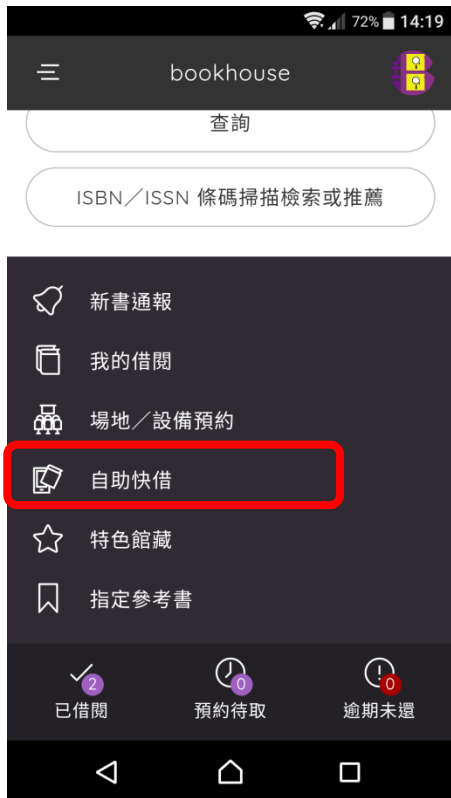 72% 14:19
bookhouse
查詢
ISBN／ISSN 條碼掃描檢索或推薦
新書通報
我的借閱
場地／設備預約
自助快借
特色館藏
指定參考書
2 0 0
已借閱 預約待取 逾期未還